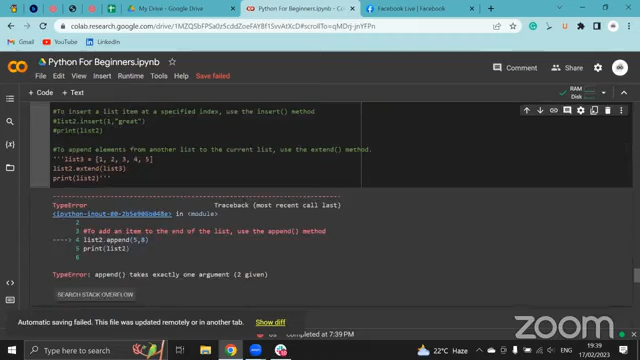 My Drive - Google Drive
Python For Beginners.ipynb - Co
Facebook Live | Facebook
colab.research.google.com/drive/1MZQSbFPSa5cdd
Gmail
YouTube
LinkedIn
Python For Beginners.ipynb
File Edit View Insert Runtime Tools Help Save failed
Comment
Share
+ Code + Text
RAM
Disk
#To insert a list item at a specified index, use the insert() method
#list2.insert(1,"great")
#print(list2)
#To append elements from another list to the current list, use the extend() method.
'''list3 = [1, 2, 3, 4, 5]
list2.extend(list3)
print(list2)'''
TypeError Traceback (most recent call last)
<ipython-input-80-2b5e986b048e> in <module>
2
3 #To add an item to the end of the list, use the append() method
----> 4 list2.append(5,8)
5 print(list2)
6
TypeError: append() takes exactly one argument (2 given)
SEARCH STACK OVERFLOW
Automatic saving failed. This file was updated remotely or in another tab. Show diff
0s completed at 7:39 PM
zoom
Type here to search
22°C Haze
19:39
17/02/2023